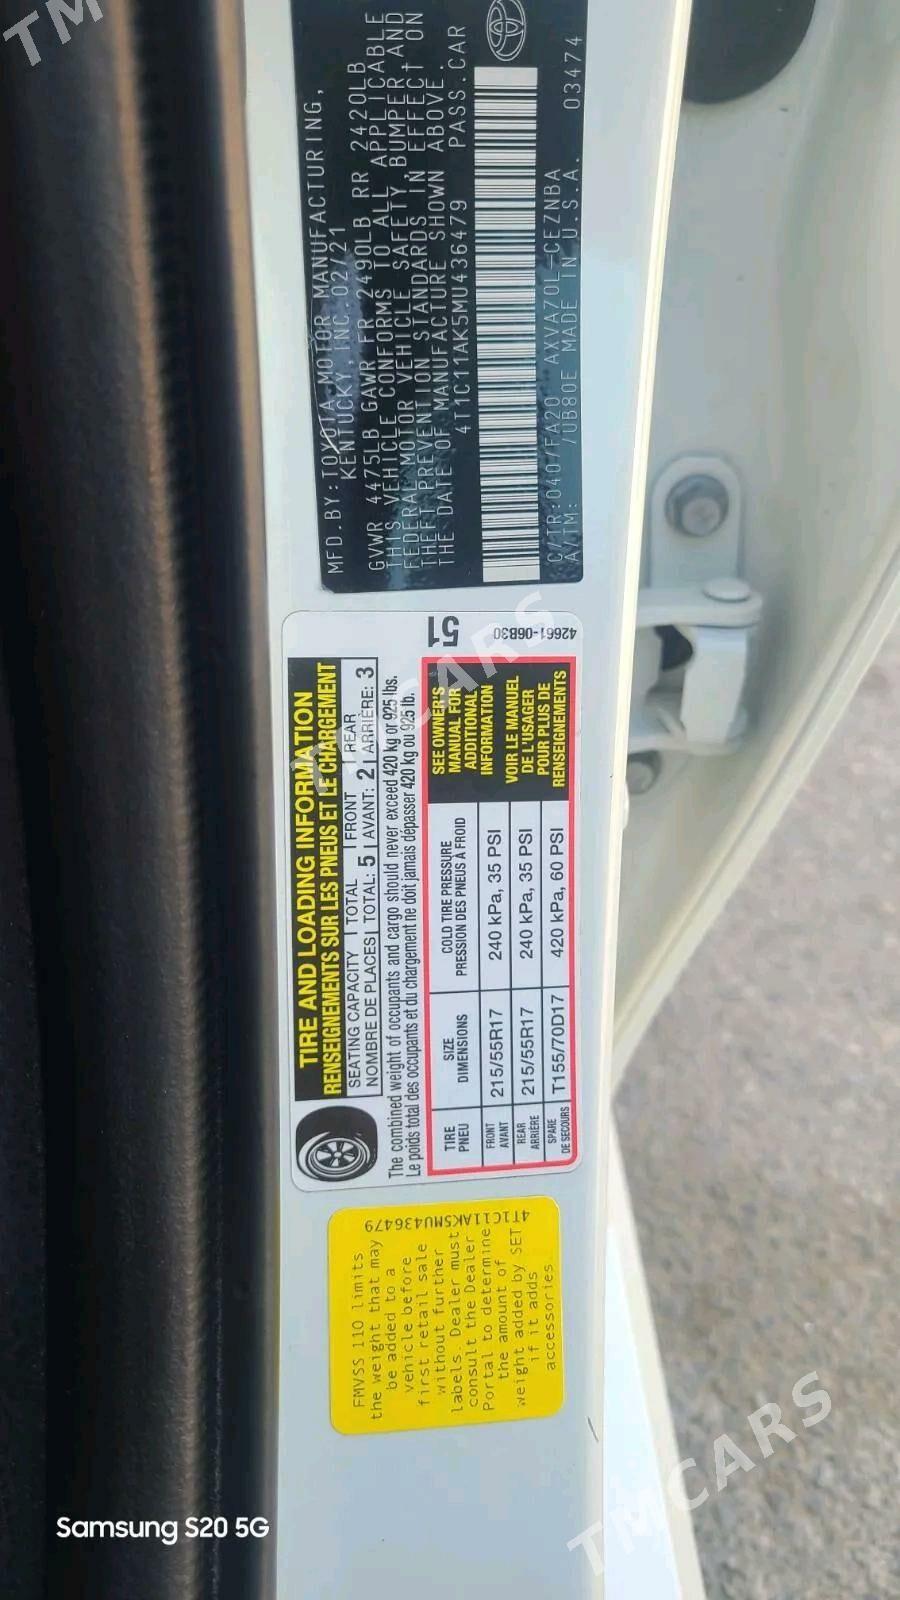 MFD.BY:TOYOTA MOTOR MANUFACTURING,
KENTUCKY, INC. 02/21
GVWR 4475LB GAWR FR 2490LB RR 2420LB
THIS VEHICLE CONFORMS TO ALL APPLICABLE
FEDERAL MOTOR VEHICLE SAFETY, BUMPER, AND
THEFT PREVENTION STANDARDS IN EFFECT ON
THE DATE OF MANUFACTURE SHOWN ABOVE.
4T1C11AK5MU436479 PASS.CAR
C/TR:040/FA20 AXVA70L-CEZNBA 03474
A/TM: /UB80E MADE IN U.S.A.
TIRE AND LOADING INFORMATION
RENSEIGNEMENTS SUR LES PNEUS ET LE CHARGEMENT
SEATING CAPACITY TOTAL FRONT REAR
NOMBRE DE PLACES TOTAL: 5 AVANT: 2 ARRIÈRE: 3
The combined weight of occupants and cargo should never exceed 420 kg or 925 lbs.
Le poids total des occupants et du chargement ne doit jamais dépasser 420 kg ou 925 lb.
TIRE SIZE COLD TIRE PRESSURE
PNEU DIMENSIONS PRESSION DES PNEUS À FROID
FRONT
AVANT 215/55R17 240 kPa, 35 PSI
REAR
ARRIÈRE 215/55R17 240 kPa, 35 PSI
SPARE
DE SECOURS T155/70D17 420 kPa, 60 PSI
SEE OWNER'S
MANUAL FOR
ADDITIONAL
INFORMATION
VOIR LE MANUEL
DE L'USAGER
POUR PLUS DE
RENSEIGNEMENTS
51
42661-06B30
4T1C11AK5MU436479
FMVSS 110 limits
the weight that may
be added to a
vehicle before
first retail sale
without further
labels. Dealer must
consult the Dealer
Portal to determine
the amount of
weight added by SET
if it adds
accessories.
Samsung S20 5G
TMCARS
TMCARS
TM